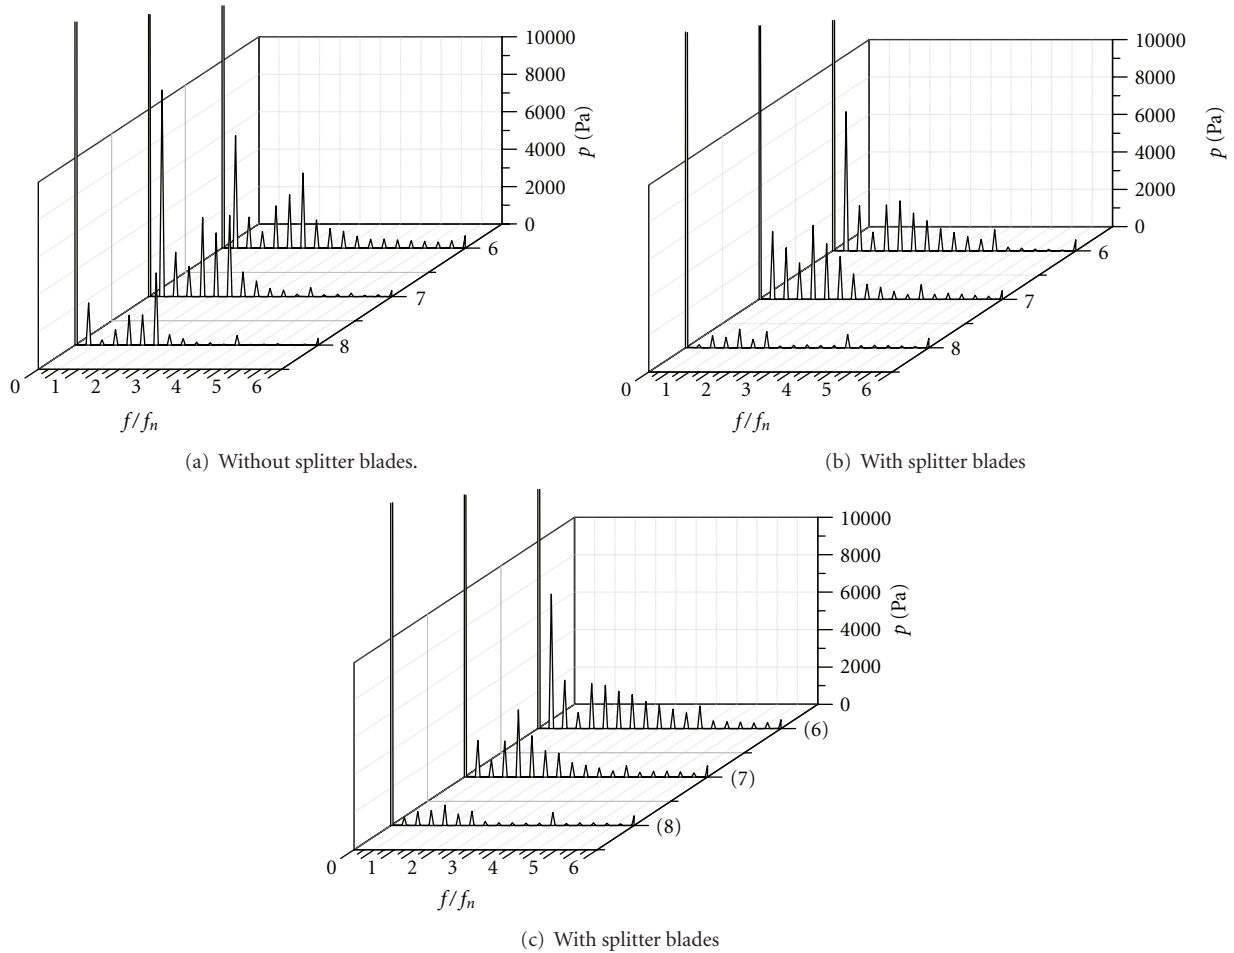 10000
8000
6000
4000
2000
0
p (Pa)
6
7
8
0 1 2 3 4 5 6
f/fn
(a) Without splitter blades.
10000
8000
6000
4000
2000
0
p (Pa)
6
7
8
0 1 2 3 4 5 6
f/fn
(b) With splitter blades
10000
8000
6000
4000
2000
0
p (Pa)
(6)
(7)
(8)
0 1 2 3 4 5 6
f/fn
(c) With splitter blades